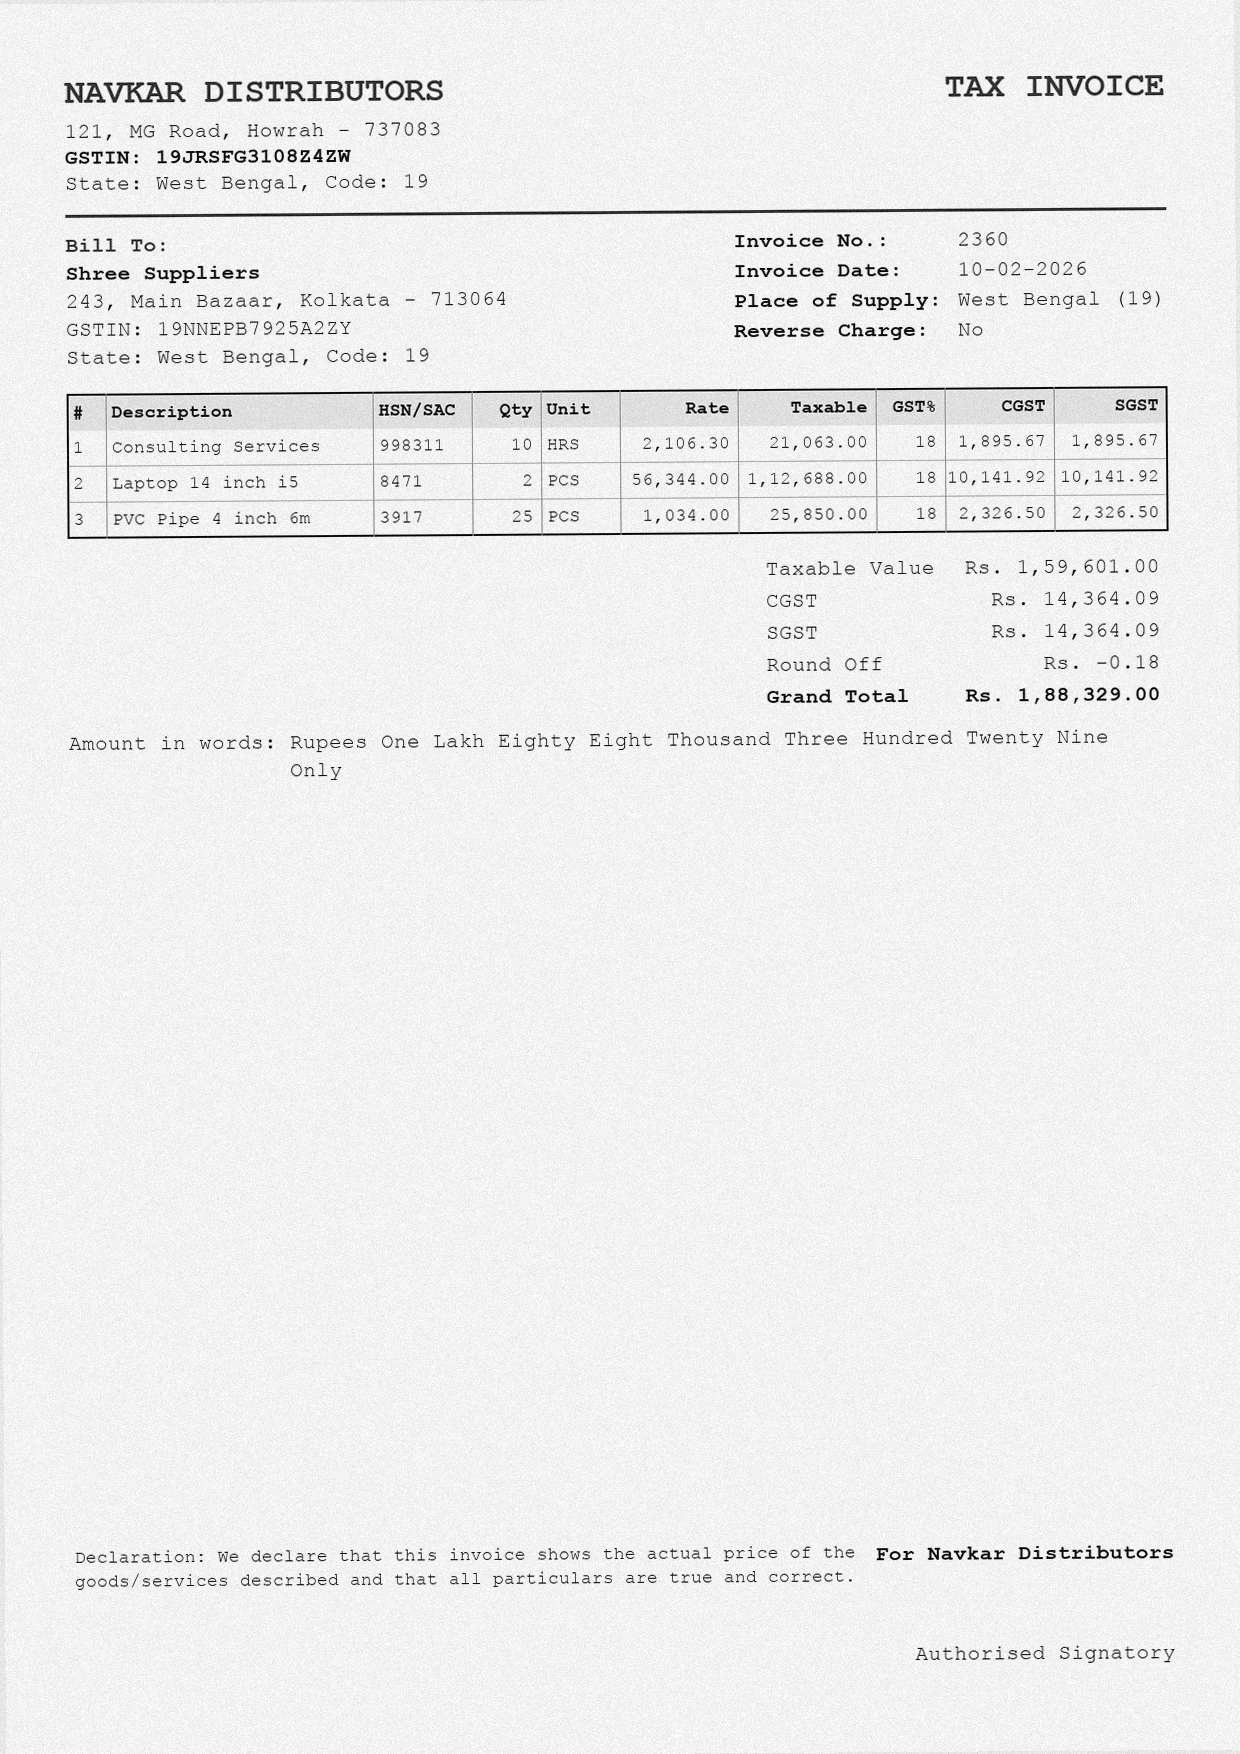 NAVKAR DISTRIBUTORS
TAX INVOICE
121, MG Road, Howrah - 737083
GSTIN: 19JRSFG3108Z4ZW
State: West Bengal, Code: 19
Bill To:
Shree Suppliers
243, Main Bazaar, Kolkata - 713064
GSTIN: 19NNEPB7925A2ZY
State: West Bengal, Code: 19
Invoice No.: 2360
Invoice Date: 10-02-2026
Place of Supply: West Bengal (19)
Reverse Charge: No
# Description HSN/SAC Qty Unit Rate Taxable GST% CGST SGST
1 Consulting Services 998311 10 HRS 2,106.30 21,063.00 18 1,895.67 1,895.67
2 Laptop 14 inch i5 8471 2 PCS 56,344.00 1,12,688.00 18 10,141.92 10,141.92
3 PVC Pipe 4 inch 6m 3917 25 PCS 1,034.00 25,850.00 18 2,326.50 2,326.50
Taxable Value Rs. 1,59,601.00
CGST Rs. 14,364.09
SGST Rs. 14,364.09
Round Off Rs. -0.18
Grand Total Rs. 1,88,329.00
Amount in words: Rupees One Lakh Eighty Eight Thousand Three Hundred Twenty Nine
Only
Declaration: We declare that this invoice shows the actual price of the
goods/services described and that all particulars are true and correct.
For Navkar Distributors
Authorised Signatory